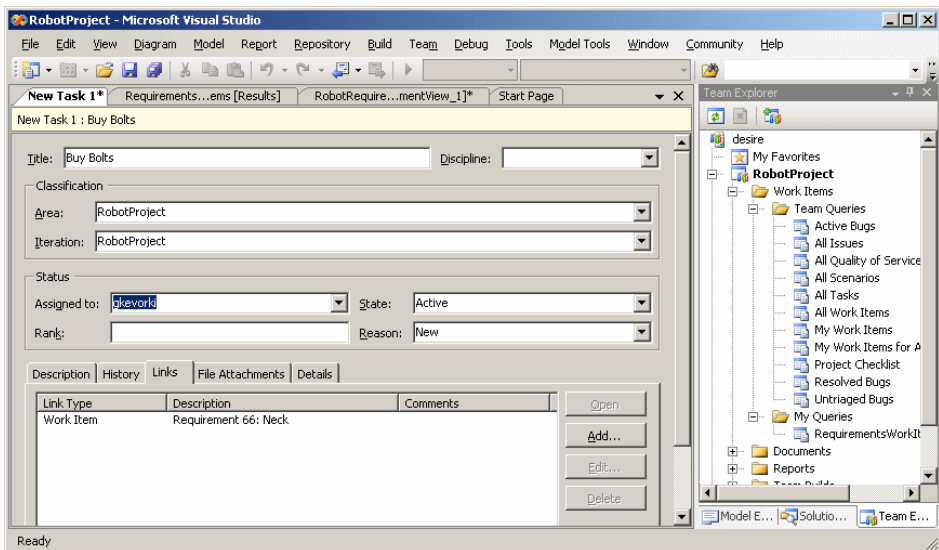 RobotProject - Microsoft Visual Studio
File Edit View Diagram Model Report Repository Build Team Debug Tools Model Tools Window Community Help
New Task 1* Requirements...ems [Results] RobotRequire...mentView_1]* Start Page
New Task 1 : Buy Bolts
Title: Buy Bolts Discipline:
Classification
Area: RobotProject
Iteration: RobotProject
Status
Assigned to: gkevorki State: Active
Rank: Reason: New
Description History Links File Attachments Details
Link Type Description Comments
Work Item Requirement 66: Neck
Open
Add...
Edit...
Delete
Team Explorer
desire
My Favorites
RobotProject
Work Items
Team Queries
Active Bugs
All Issues
All Quality of Service
All Scenarios
All Tasks
All Work Items
My Work Items
My Work Items for A
Project Checklist
Resolved Bugs
Untriaged Bugs
My Queries
RequirementsWorkIt
Documents
Reports
Team Builds
Model E... Solutio... Team E...
Ready